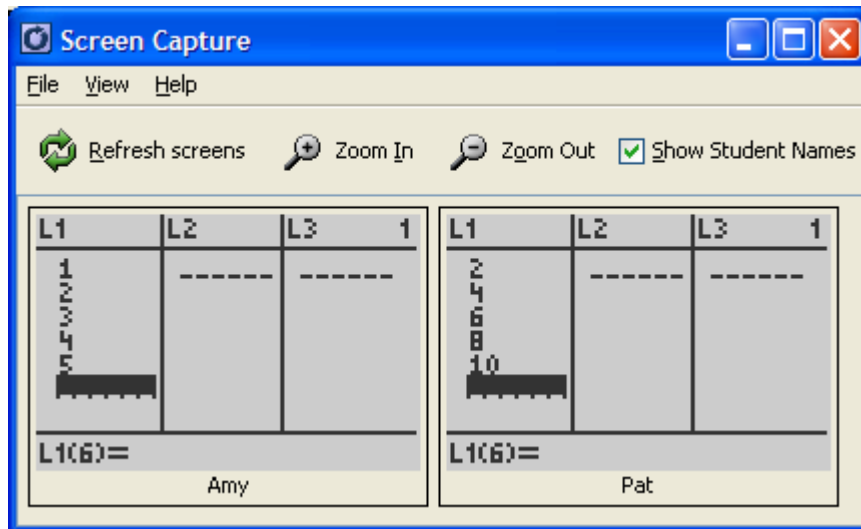 Screen Capture
File View Help
Refresh screens Zoom In Zoom Out Show Student Names
L1 L2 L3 1
1 ------ ------
2
3
4
5
L1(6)=
Amy
L1 L2 L3 1
2 ------ ------
4
6
8
10
L1(6)=
Pat